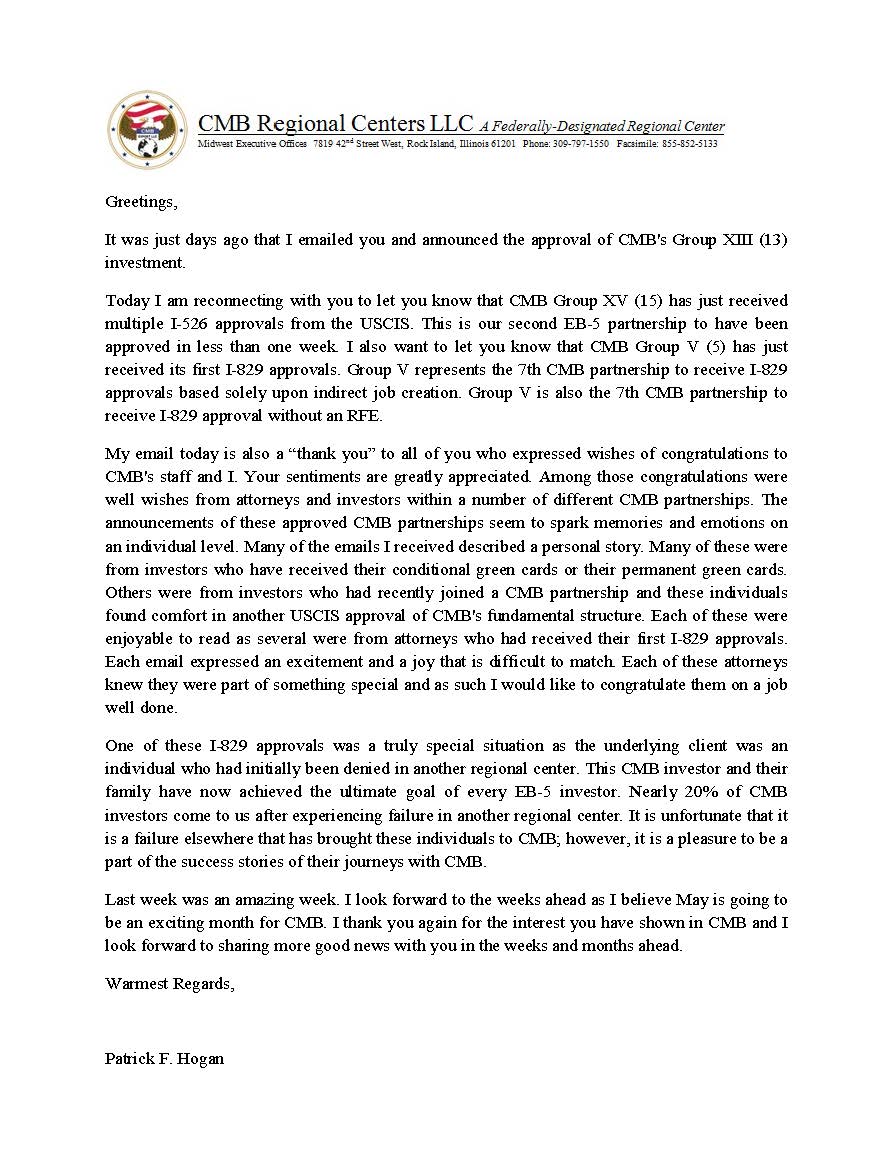 CMB
EXPORT LLC
CMB Regional Centers LLC A Federally-Designated Regional Center
Midwest Executive Offices 7819 42nd Street West, Rock Island, Illinois 61201 Phone: 309-797-1550 Facsimile: 855-852-5133
Greetings,
It was just days ago that I emailed you and announced the approval of CMB's Group XIII (13)
investment.
Today I am reconnecting with you to let you know that CMB Group XV (15) has just received
multiple I-526 approvals from the USCIS. This is our second EB-5 partnership to have been
approved in less than one week. I also want to let you know that CMB Group V (5) has just
received its first I-829 approvals. Group V represents the 7th CMB partnership to receive I-829
approvals based solely upon indirect job creation. Group V is also the 7th CMB partnership to
receive I-829 approval without an RFE.
My email today is also a “thank you” to all of you who expressed wishes of congratulations to
CMB's staff and I. Your sentiments are greatly appreciated. Among those congratulations were
well wishes from attorneys and investors within a number of different CMB partnerships. The
announcements of these approved CMB partnerships seem to spark memories and emotions on
an individual level. Many of the emails I received described a personal story. Many of these were
from investors who have received their conditional green cards or their permanent green cards.
Others were from investors who had recently joined a CMB partnership and these individuals
found comfort in another USCIS approval of CMB's fundamental structure. Each of these were
enjoyable to read as several were from attorneys who had received their first I-829 approvals.
Each email expressed an excitement and a joy that is difficult to match. Each of these attorneys
knew they were part of something special and as such I would like to congratulate them on a job
well done.
One of these I-829 approvals was a truly special situation as the underlying client was an
individual who had initially been denied in another regional center. This CMB investor and their
family have now achieved the ultimate goal of every EB-5 investor. Nearly 20% of CMB
investors come to us after experiencing failure in another regional center. It is unfortunate that it
is a failure elsewhere that has brought these individuals to CMB; however, it is a pleasure to be a
part of the success stories of their journeys with CMB.
Last week was an amazing week. I look forward to the weeks ahead as I believe May is going to
be an exciting month for CMB. I thank you again for the interest you have shown in CMB and I
look forward to sharing more good news with you in the weeks and months ahead.
Warmest Regards,
Patrick F. Hogan